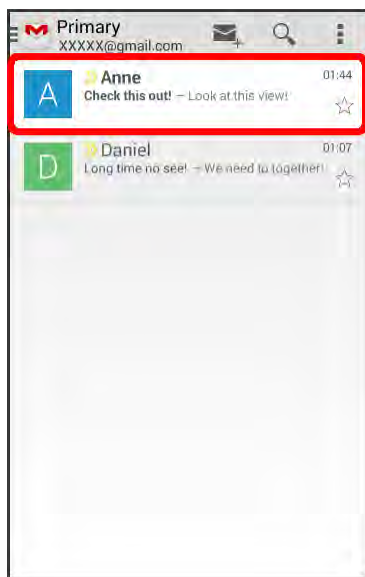 Primary
XXXXX@gmail.com
A
Anne
01:44
Check this out! – Look at this view!
D
Daniel
01:07
Long time no see! – We need to together!